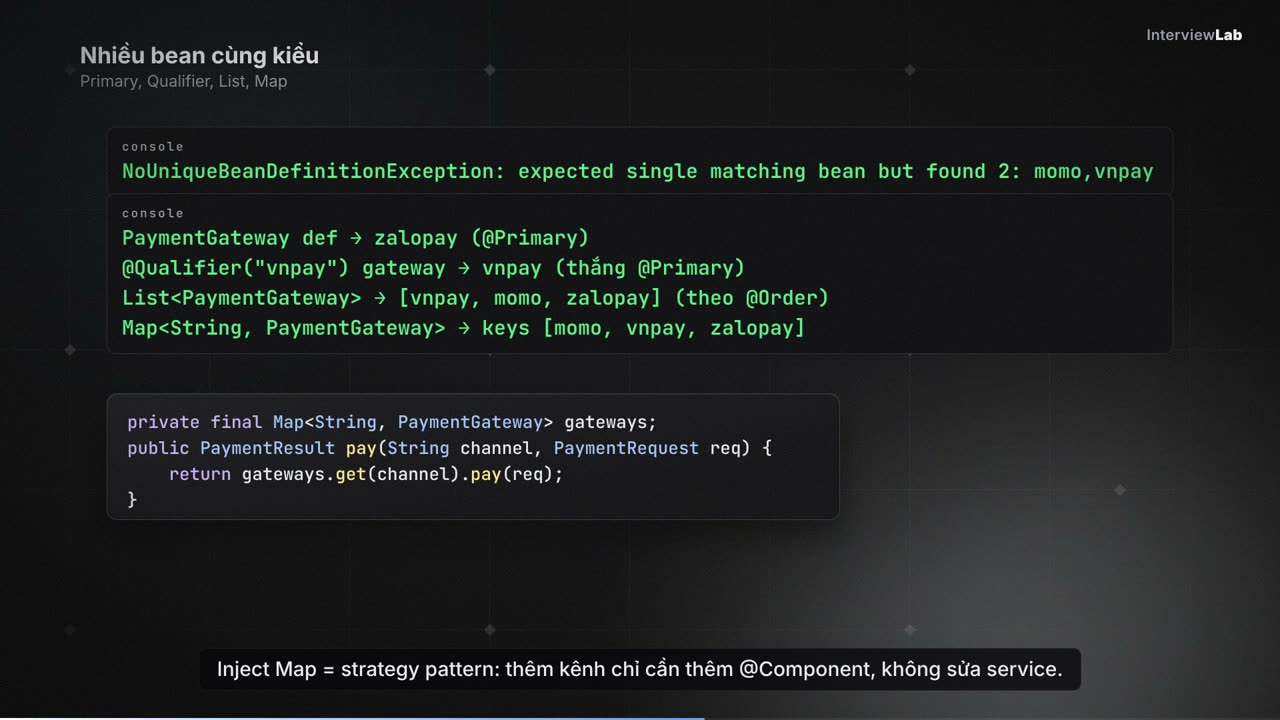 Nhiều bean cùng kiểu
InterviewLab
Primary, Qualifier, List, Map
console
NoUniqueBeanDefinitionException: expected single matching bean but found 2: momo,vnpay
console
PaymentGateway def → zalopay (@Primary)
@Qualifier("vnpay") gateway → vnpay (thắng @Primary)
List<PaymentGateway> → [vnpay, momo, zalopay] (theo @Order)
Map<String, PaymentGateway> → keys [momo, vnpay, zalopay]
private final Map<String, PaymentGateway> gateways;
public PaymentResult pay(String channel, PaymentRequest req) {
    return gateways.get(channel).pay(req);
}
Inject Map = strategy pattern: thêm kênh chỉ cần thêm @Component, không sửa service.